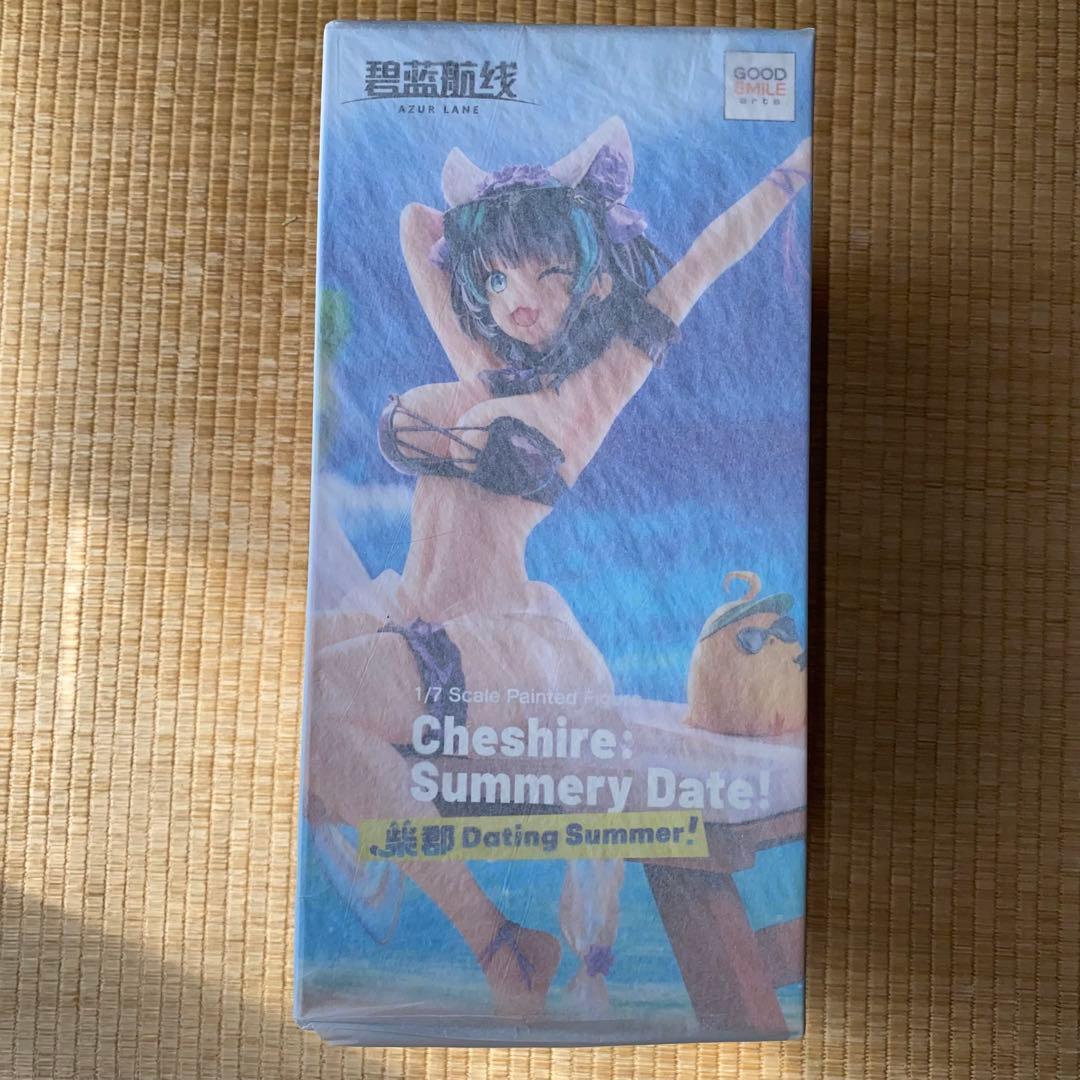 碧蓝航线
AZUR LANE
GOOD
SMILE
arts
1/7 Scale Painted Figure
Cheshire:
Summery Date!
柴郡 Dating Summer!